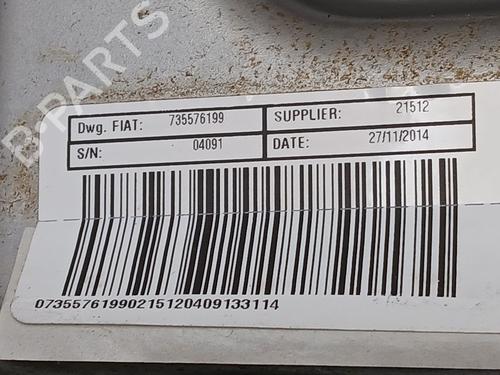 B-PARTS
Dwg. FIAT: 735576199 SUPPLIER: 21512
S/N: 04091 DATE: 27/11/2014
07355761990215120409133114